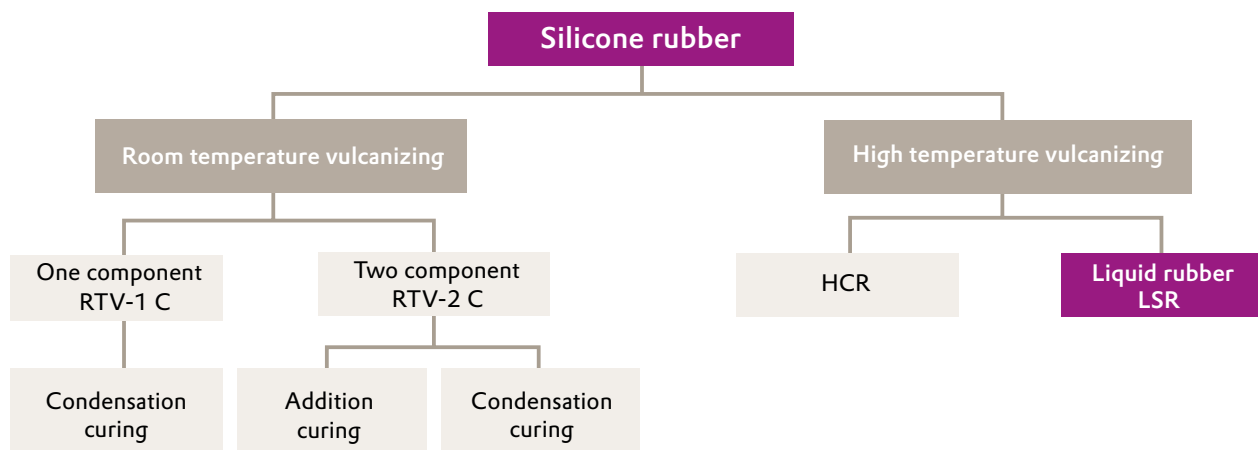 Silicone rubber
Room temperature vulcanizing
High temperature vulcanizing
One component
RTV-1 C
Two component
RTV-2 C
HCR
Liquid rubber
LSR
Condensation
curing
Addition
curing
Condensation
curing